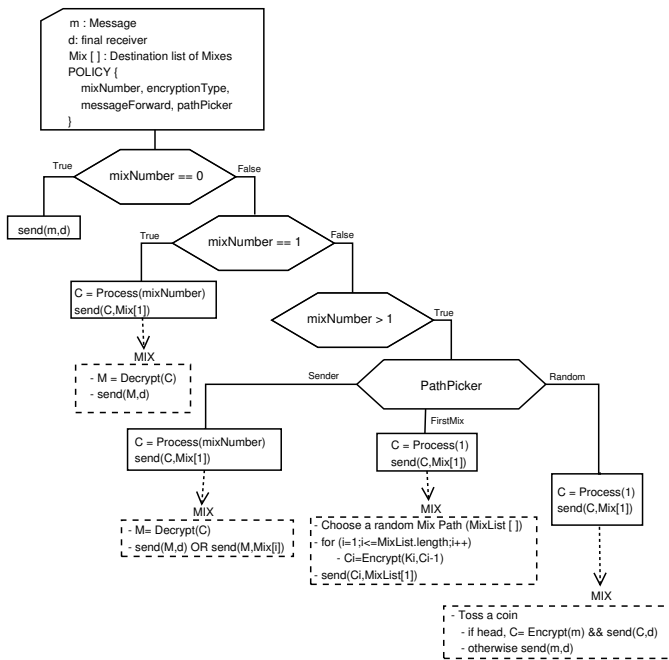 m : Message
d: final receiver
Mix [ ] : Destination list of Mixes
POLICY {
mixNumber, encryptionType,
messageForward, pathPicker
}
True
mixNumber == 0
False
send(m,d)
True
mixNumber == 1
False
C = Process(mixNumber)
send(C,Mix[1])
mixNumber > 1
True
MIX
- M = Decrypt(C)
- send(M,d)
Sender
PathPicker
Random
FirstMix
C = Process(mixNumber)
send(C,Mix[1])
C = Process(1)
send(C,Mix[1])
C = Process(1)
send(C,Mix[1])
MIX
- M= Decrypt(C)
- send(M,d) OR send(M,Mix[i])
MIX
- Choose a random Mix Path (MixList [ ])
- for (i=1;i<=MixList.length;i++)
- Ci=Encrypt(Ki,Ci-1)
- send(Ci,MixList[1])
MIX
- Toss a coin
- if head, C= Encrypt(m) && send(C,d)
- otherwise send(m,d)